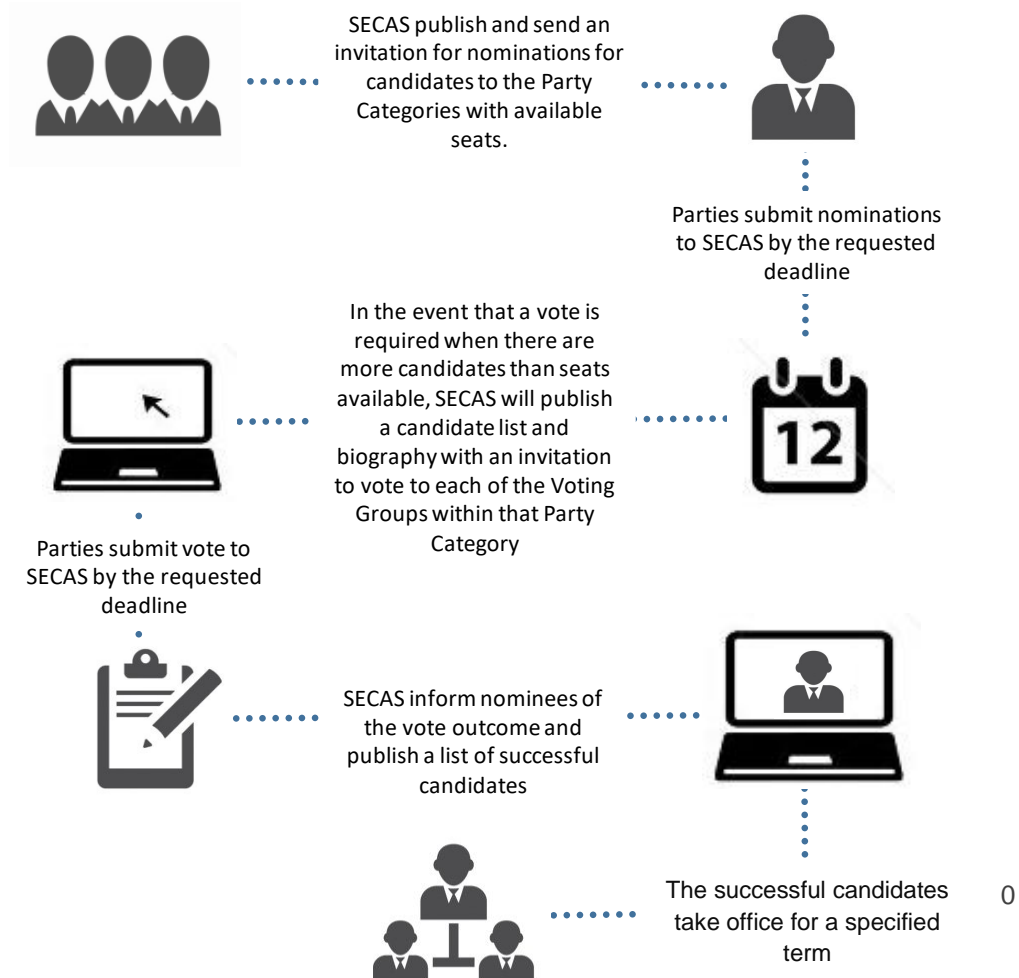 SECAS publish and send an
invitation for nominations for
candidates to the Party
Categories with available
seats.
Parties submit nominations
to SECAS by the requested
deadline
12
In the event that a vote is
required when there are
more candidates than seats
available, SECAS will publish
a candidate list and
biography with an invitation
to vote to each of the Voting
Groups within that Party
Category
Parties submit vote to
SECAS by the requested
deadline
SECAS inform nominees of
the vote outcome and
publish a list of successful
candidates
The successful candidates
take office for a specified
term
0